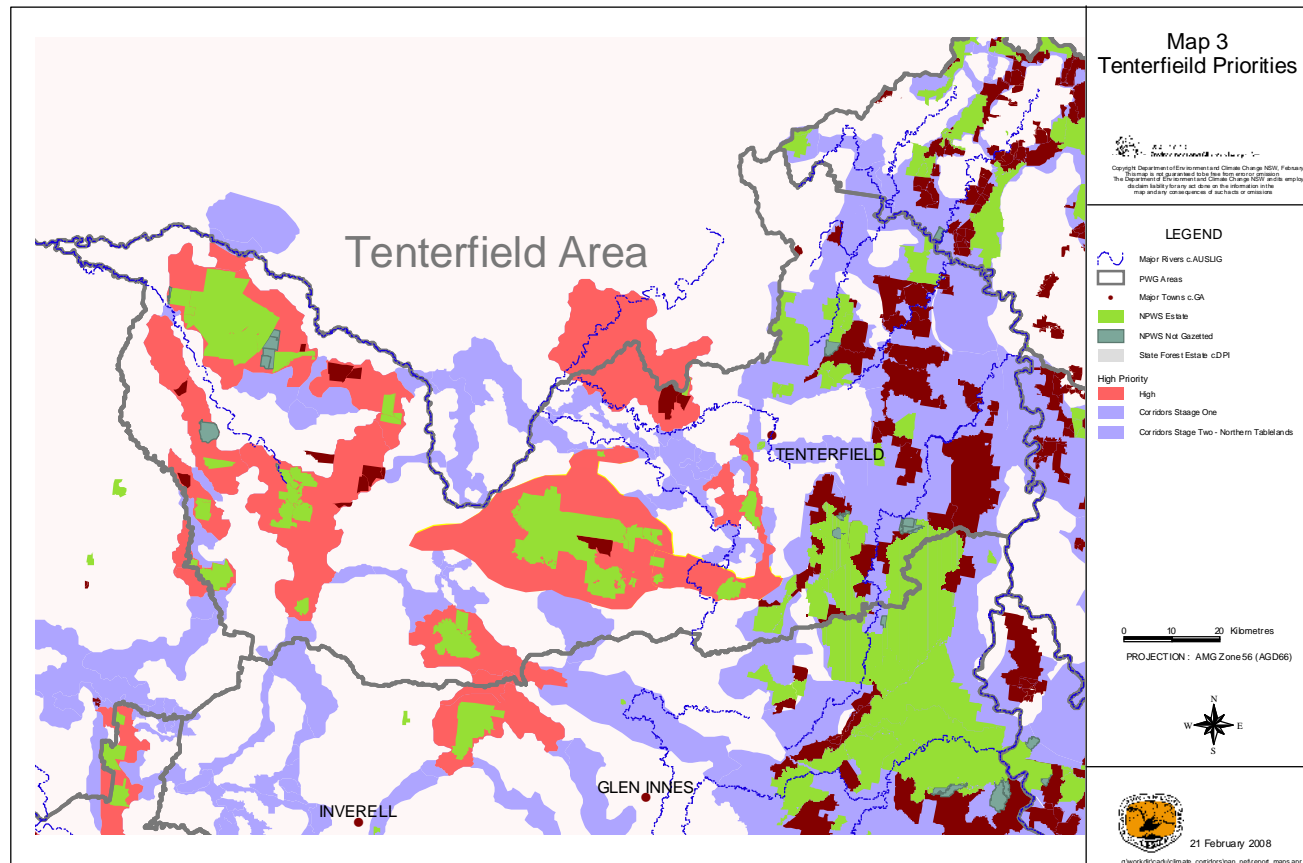 Map 3
Tenterfieild Priorities
Copyright Department of Environment and Climate Change NSW, February
This map is not guaranteed to be free from error or omission
The Department of Environment and Climate Change NSW and its employ
disclaim liability for any act done on the information in the
map and any consequences of such acts or omissions
LEGEND
Major Rivers c.AUSLIG
PWG Areas
Major Towns c.GA
NPWS Estate
NPWS Not Gazetted
State Forest Estate c.DPI
High Priority
High
Corridors Staage One
Corridors Stage Two - Northern Tablelands
Tenterfield Area
TENTERFIELD
GLEN INNES
INVERELL
0 10 20 Kilometres
PROJECTION : AMG Zone 56 (AGD66)
N
W E
S
21 February 2008